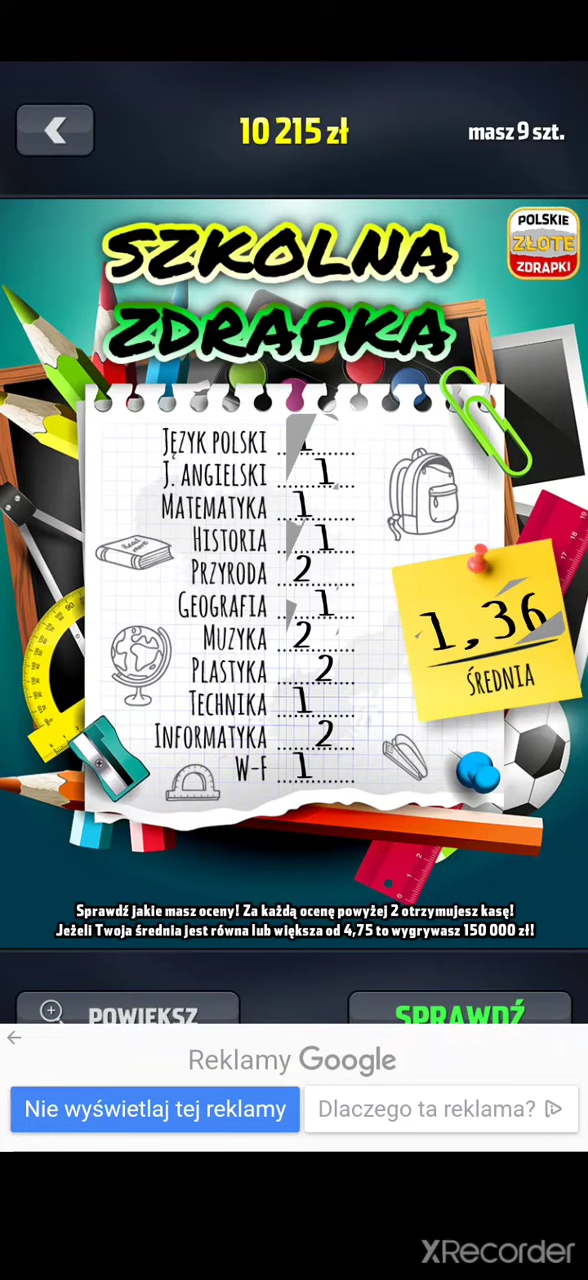 10 215 zł
masz 9 szt.
SZKOLNA
ZDRAPKA
POLSKIE
ZŁOTE
ZDRAPKI
JĘZYK POLSKI 1
J. ANGIELSKI 1
MATEMATYKA 1
HISTORIA 1
PRZYRODA 2
GEOGRAFIA 1
MUZYKA 2
PLASTYKA 2
TECHNIKA 1
INFORMATYKA 2
W-F 1
Read more
1,36
ŚREDNIA
Sprawdź jakie masz oceny! Za każdą ocenę powyżej 2 otrzymujesz kasę!
Jeżeli Twoja średnia jest równa lub większa od 4,75 to wygrywasz 150 000 zł!
POWIĘKSZ
SPRAWDŹ
Reklamy Google
Nie wyświetlaj tej reklamy
Dlaczego ta reklama?
XRecorder